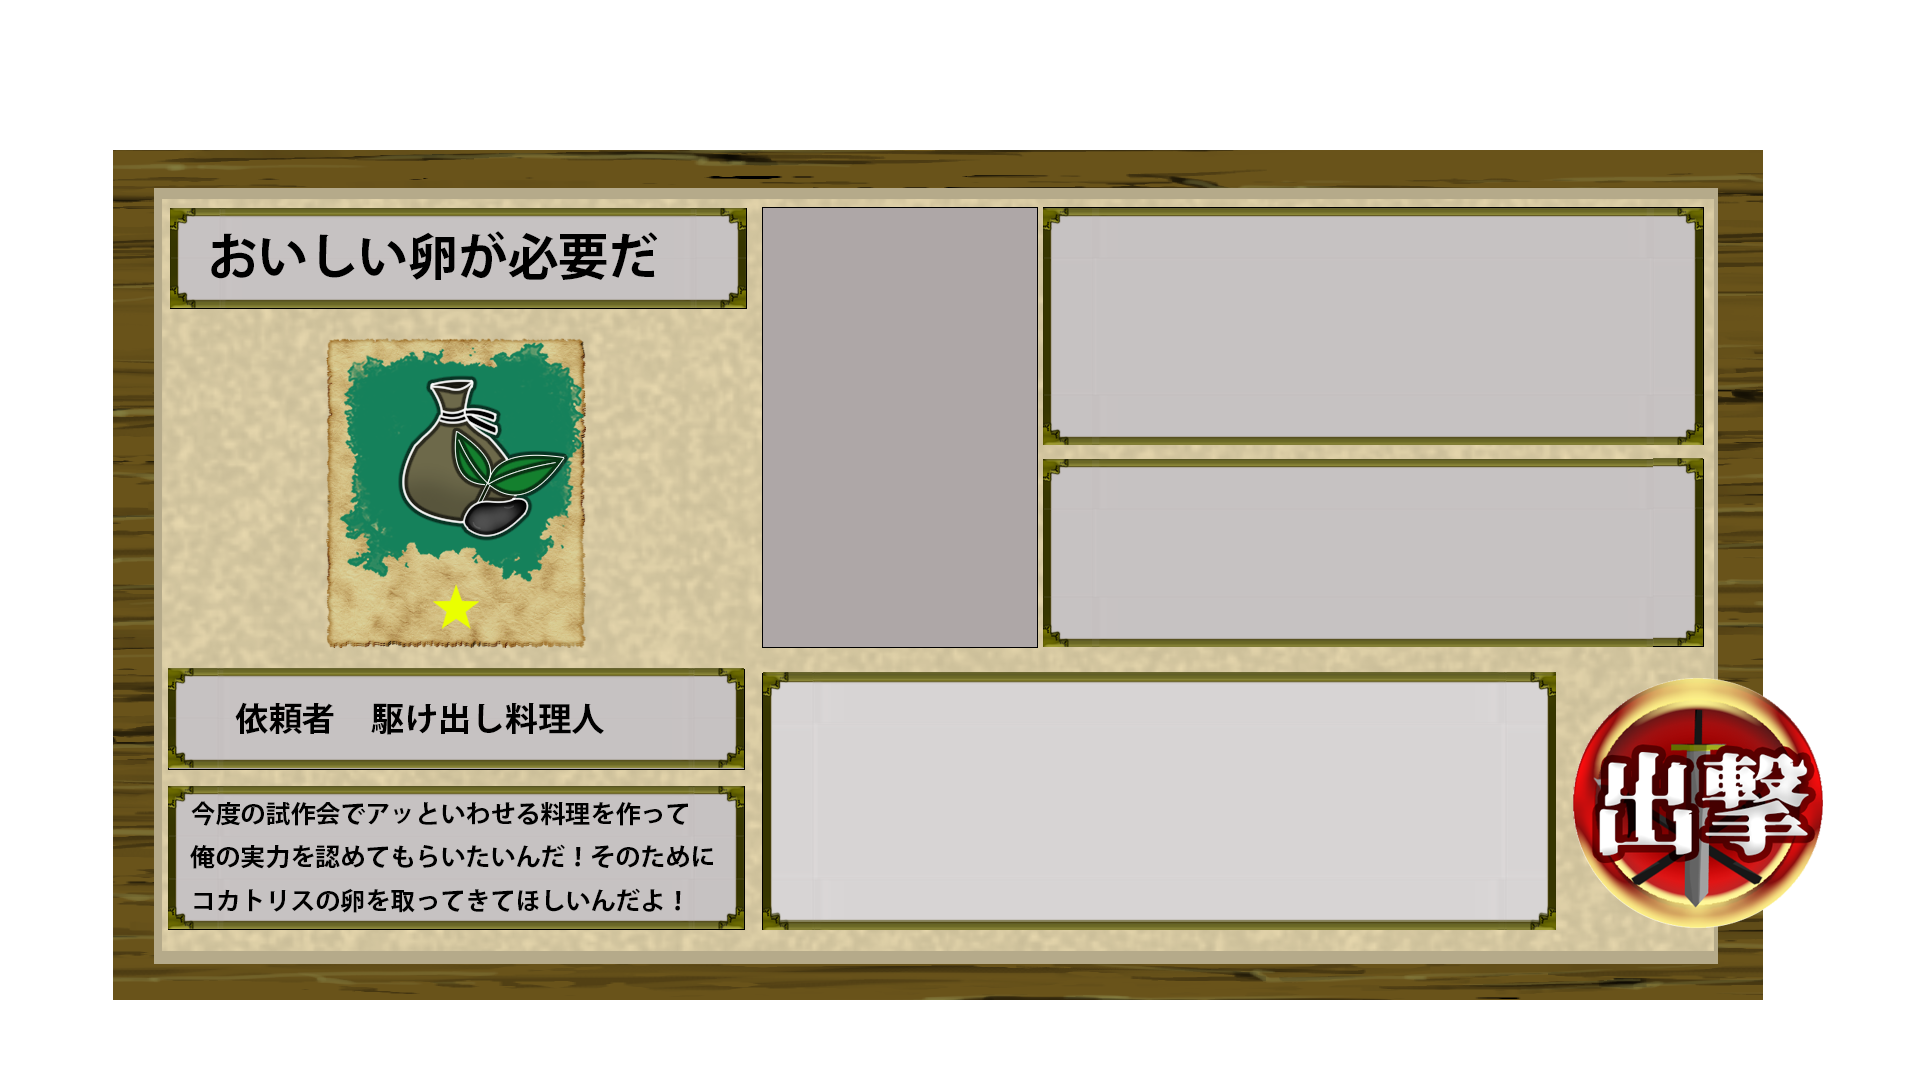 おいしい卵が必要だ
依頼者　駆け出し料理人
今度の試作会でアッといわせる料理を作って
俺の実力を認めてもらいたいんだ！そのために
コカトリスの卵を取ってきてほしいんだよ！
出撃